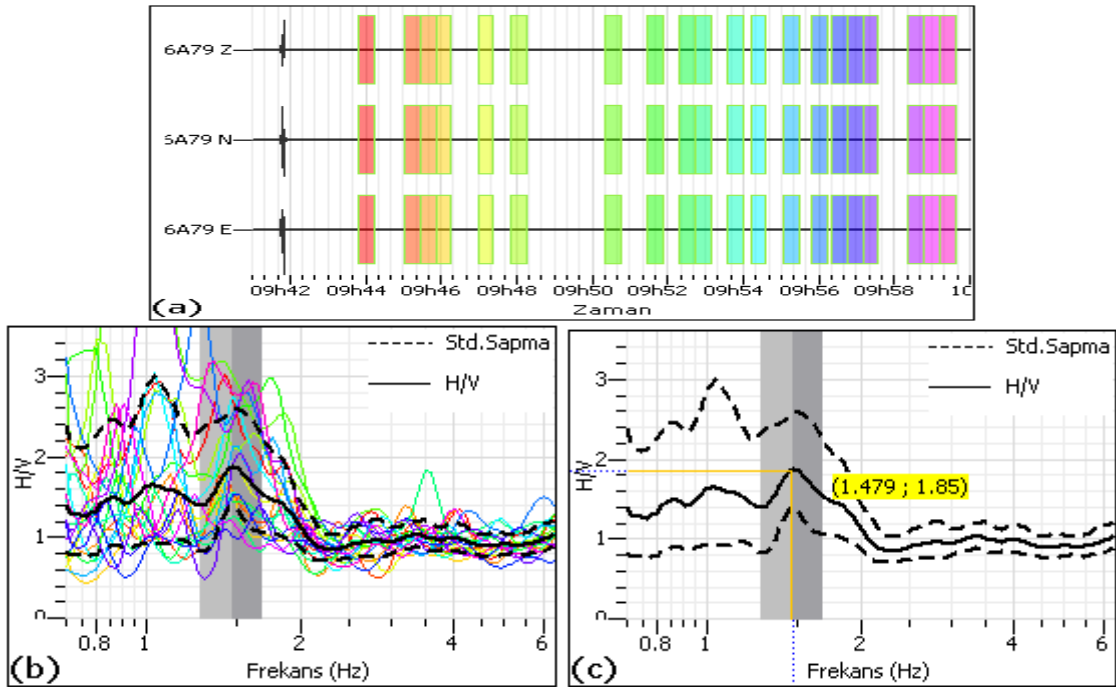 6A79 Z
5A79 N
6A79 E
09h42 09h44 09h46 09h48 09h50 09h52 09h54 09h56 09h58 10
(a) Zaman
Std.Sapma
H/V
3
2
1
0
H/V
0.8 1 2 4 6
(b) Frekans (Hz)
Std.Sapma
H/V
3
2
1
0
H/V
(1.479 ; 1.85)
0.8 1 2 4 6
(c) Frekans (Hz)